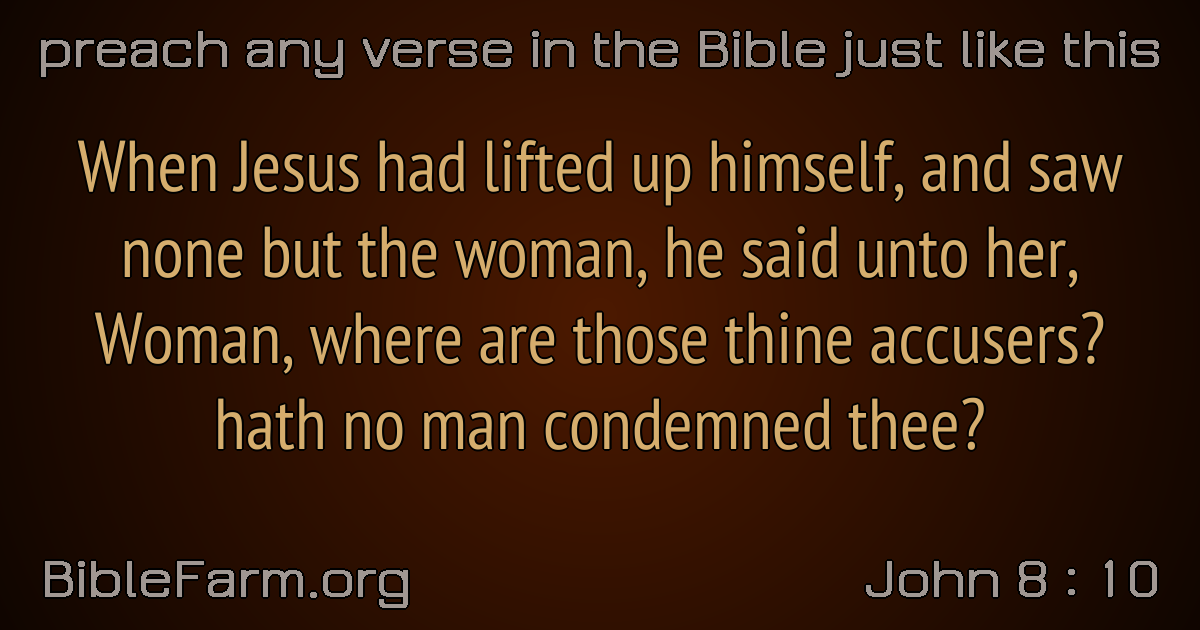 preach any verse in the Bible just like this
When Jesus had lifted up himself, and saw
none but the woman, he said unto her,
Woman, where are those thine accusers?
hath no man condemned thee?
BibleFarm.org
John 8 : 10